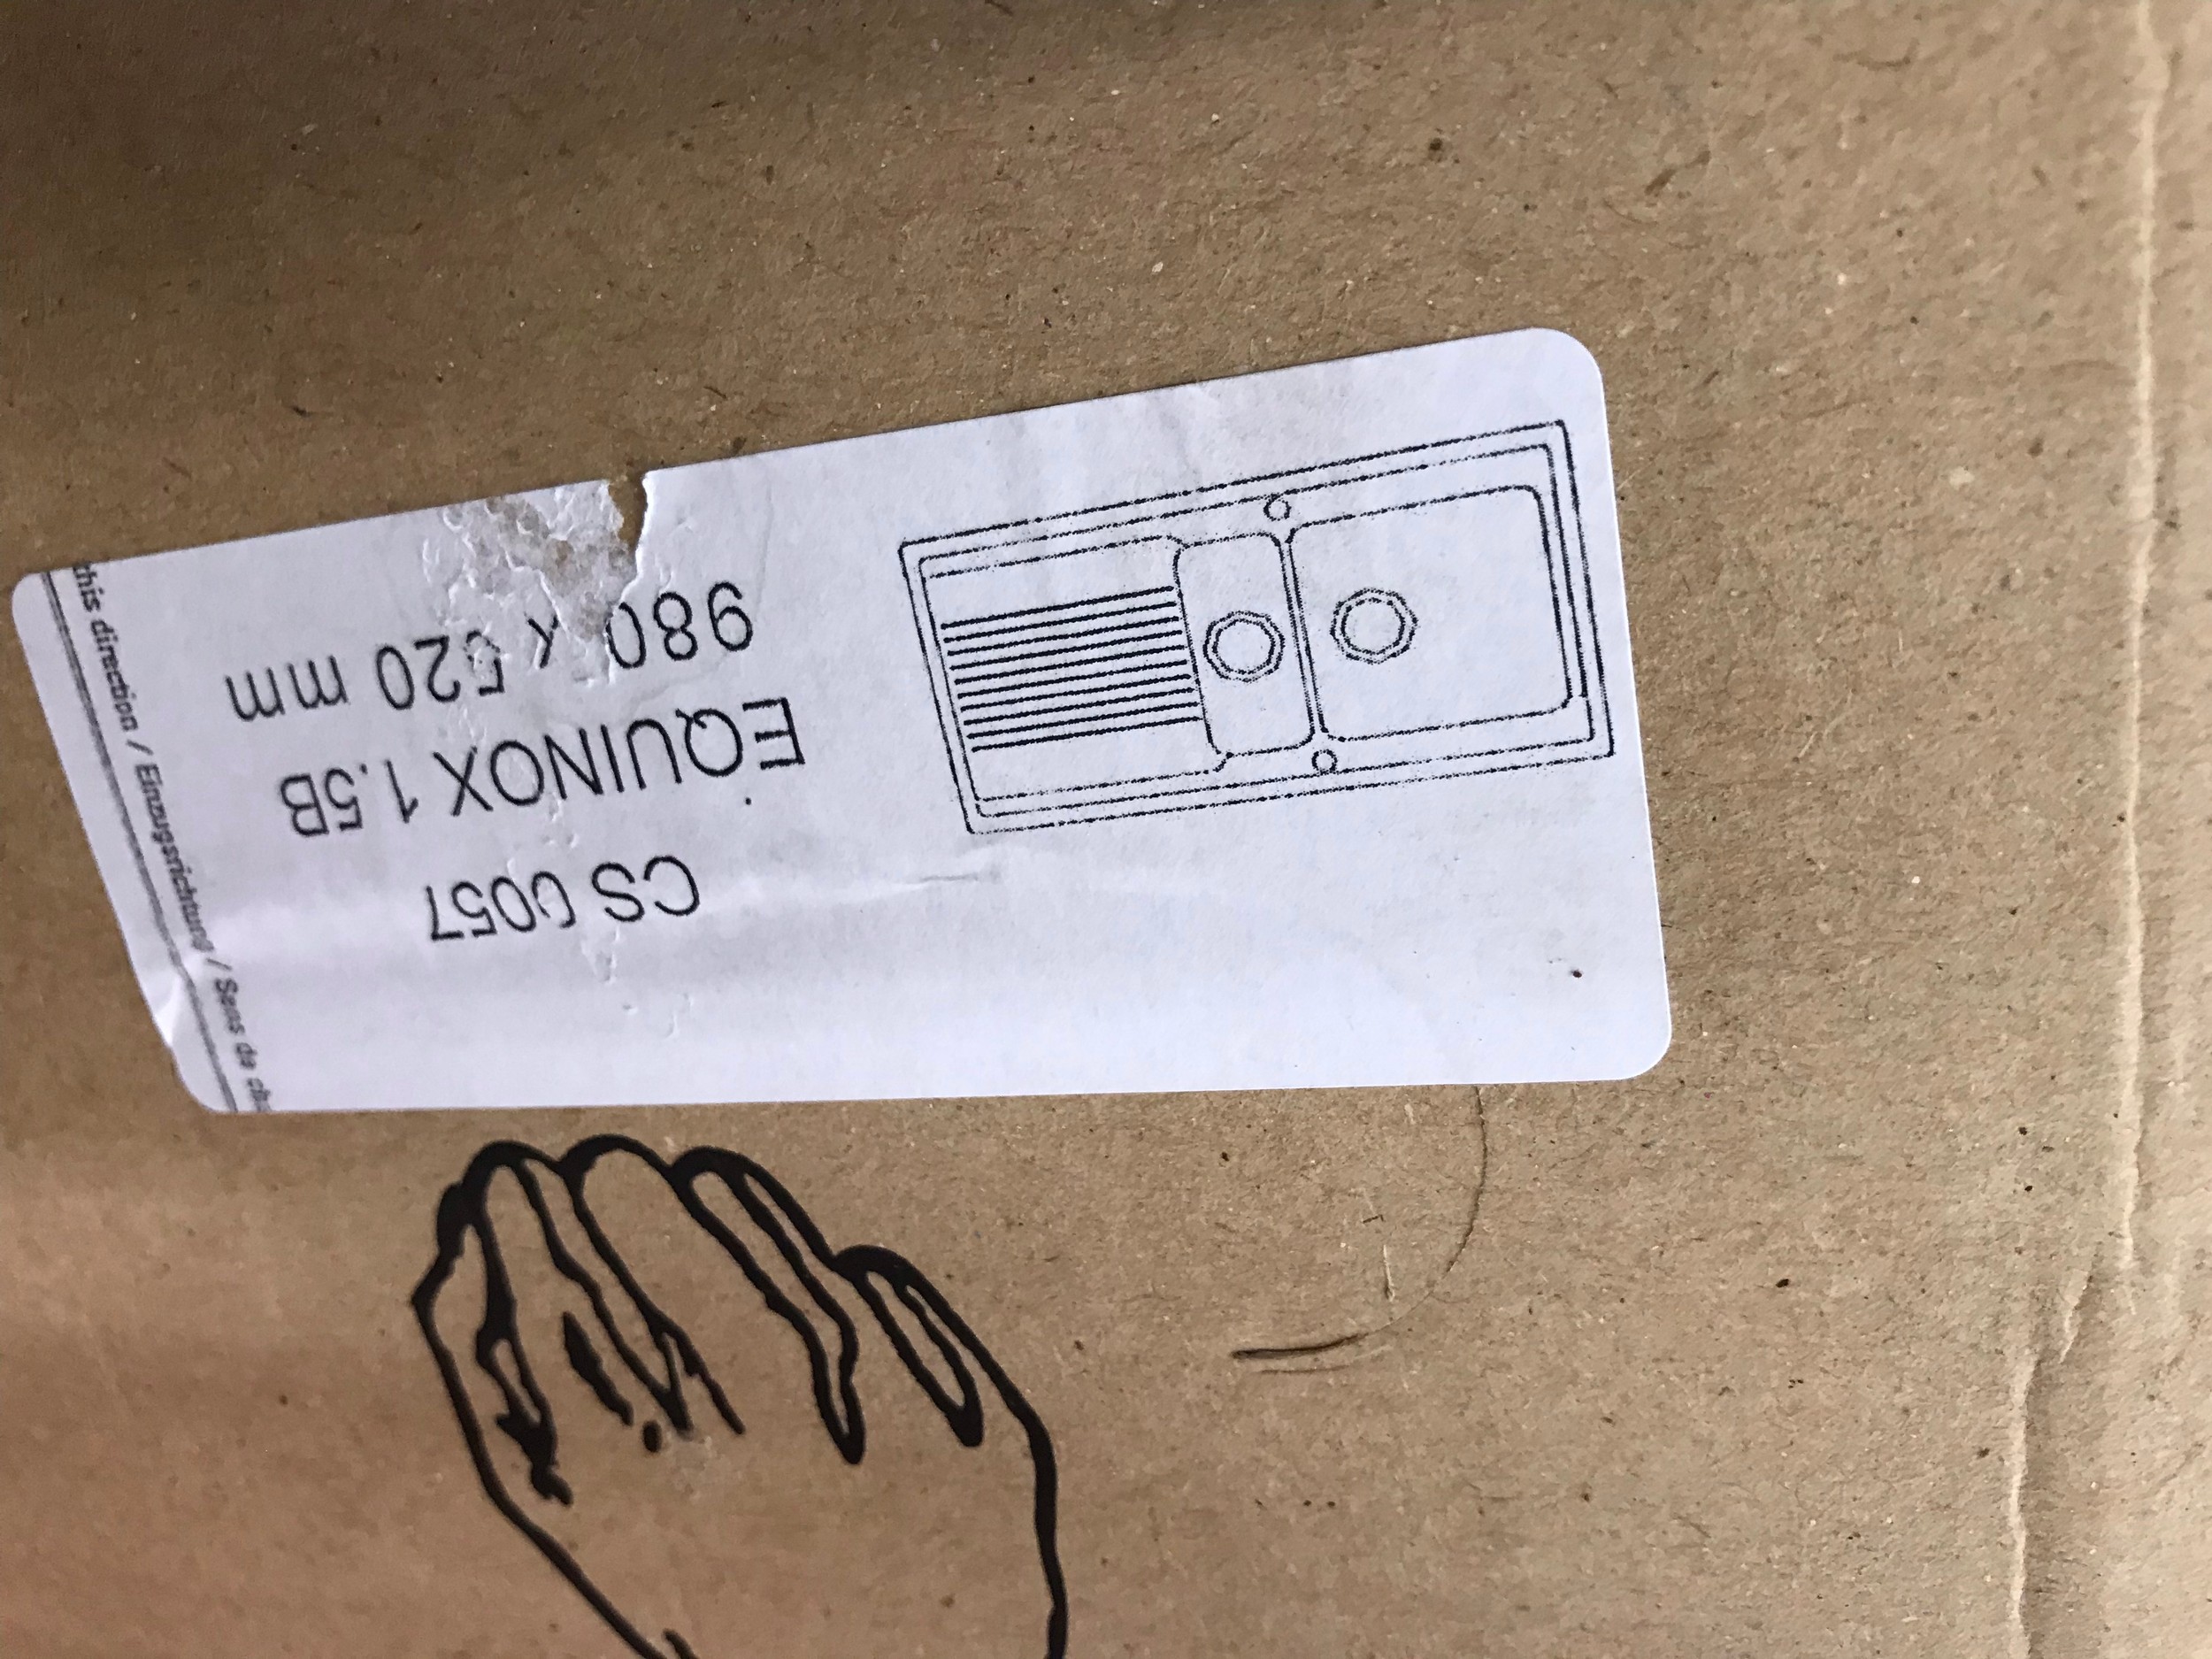 CS 0057
EQUINOX 1.5B
980 x 520 mm
this direction / Einzugsrichtung / Sens de